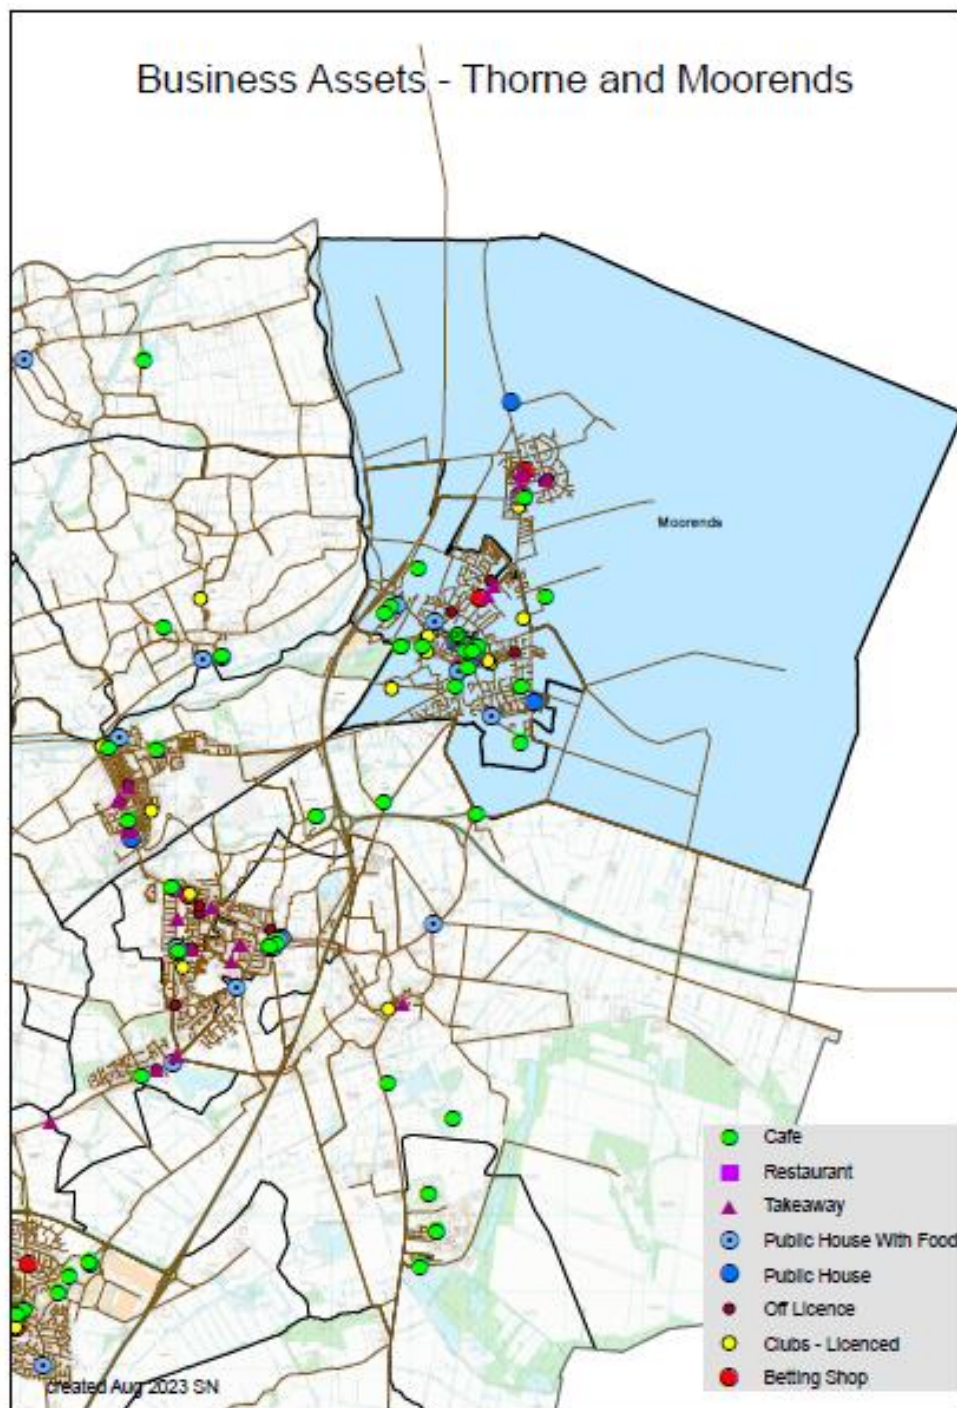 Business Assets - Thorne and Moorends
Moorends
Cafe
Restaurant
Takeaway
Public House With Food
Public House
Off Licence
Clubs - Licenced
Betting Shop
created Aug 2023 SN